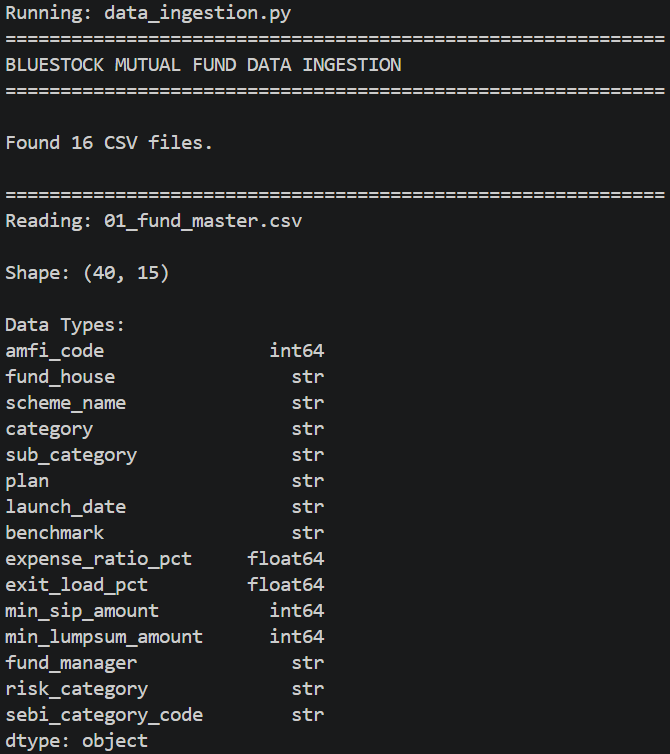 Running: data_ingestion.py
============================================================
BLUESTOCK MUTUAL FUND DATA INGESTION
============================================================
Found 16 CSV files.
============================================================
Reading: 01_fund_master.csv
Shape: (40, 15)
Data Types:
amfi_code               int64
fund_house                str
scheme_name               str
category                  str
sub_category              str
plan                      str
launch_date               str
benchmark                 str
expense_ratio_pct     float64
exit_load_pct         float64
min_sip_amount          int64
min_lumpsum_amount      int64
fund_manager              str
risk_category             str
sebi_category_code        str
dtype: object